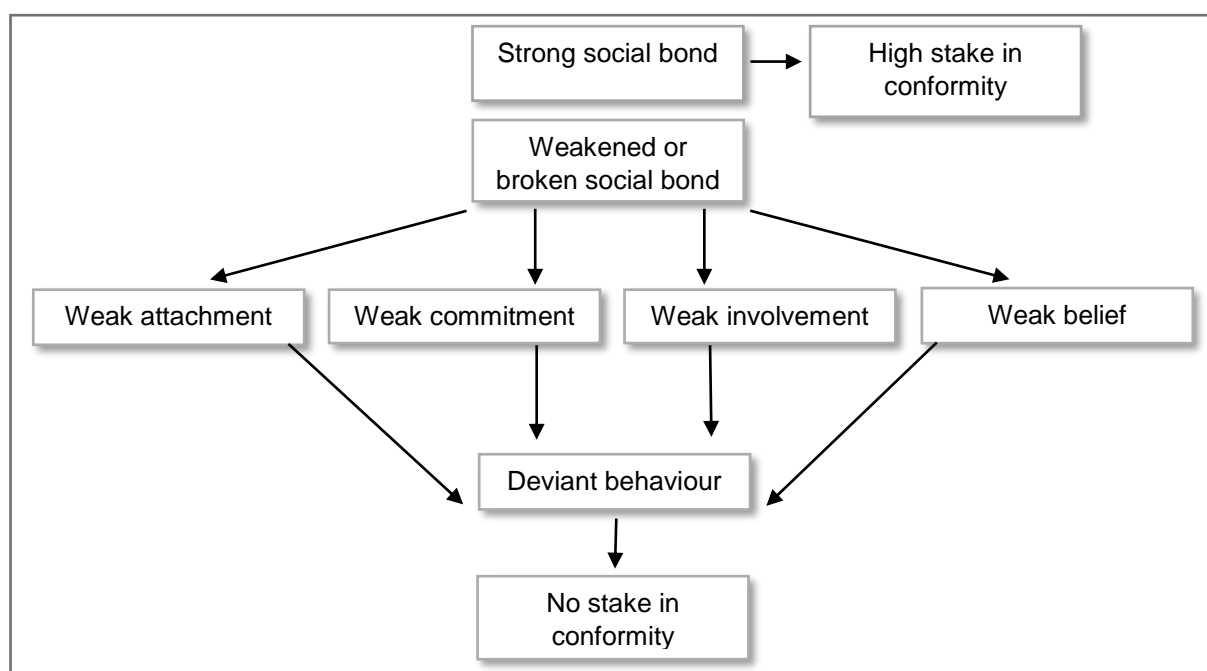 Strong social bond
High stake in
conformity
Weakened or
broken social bond
Weak attachment
Weak commitment
Weak involvement
Weak belief
Deviant behaviour
No stake in
conformity